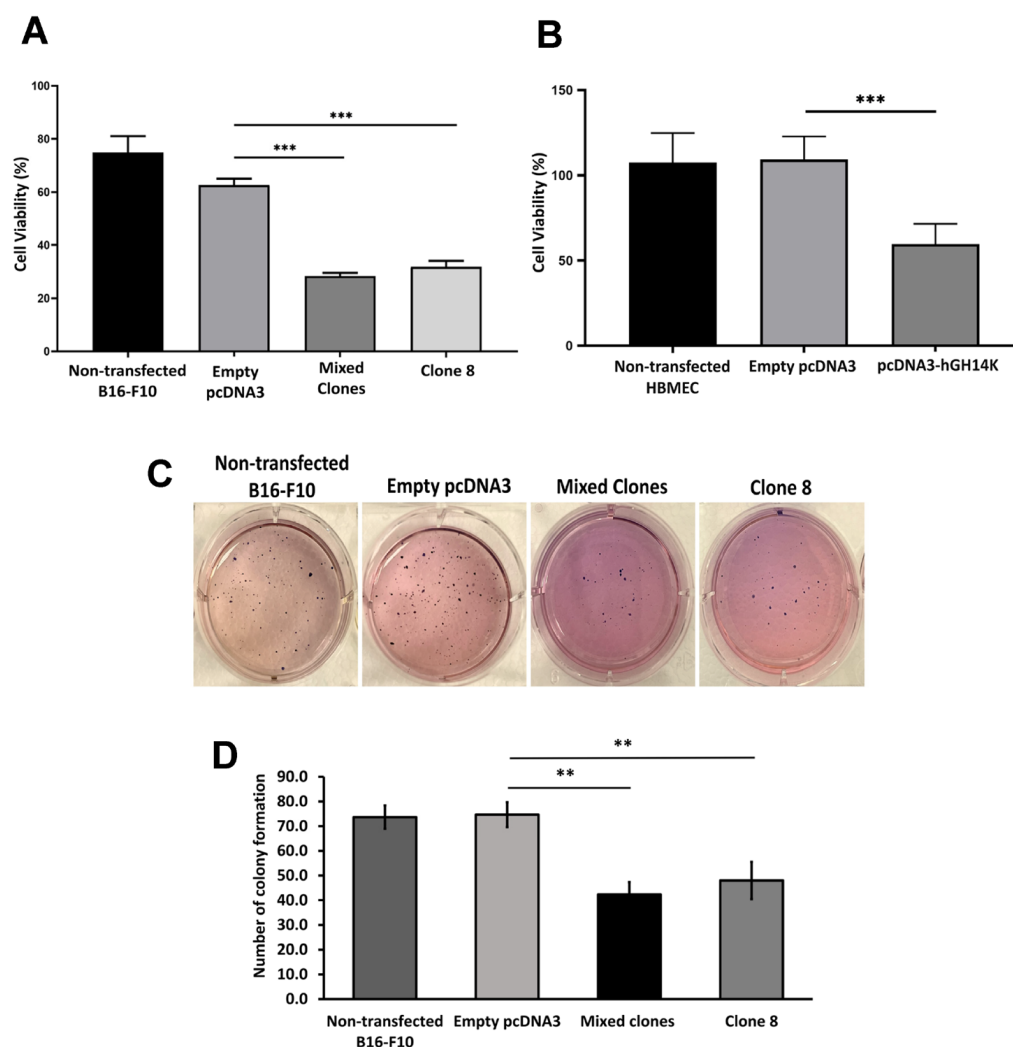 A
Cell Viability (%)
100
80
60
40
20
0
***
***
Non-transfected
B16-F10
Empty
pcDNA3
Mixed
Clones
Clone 8
B
Cell Viability (%)
150
100
50
0
***
Non-transfected
HBMEC
Empty pcDNA3
pcDNA3-hGH14K
C
Non-transfected
B16-F10
Empty pcDNA3
Mixed Clones
Clone 8
D
Number of colony formation
90.0
80.0
70.0
60.0
50.0
40.0
30.0
20.0
10.0
0.0
**
**
Non-transfected
B16-F10
Empty pcDNA3
Mixed clones
Clone 8